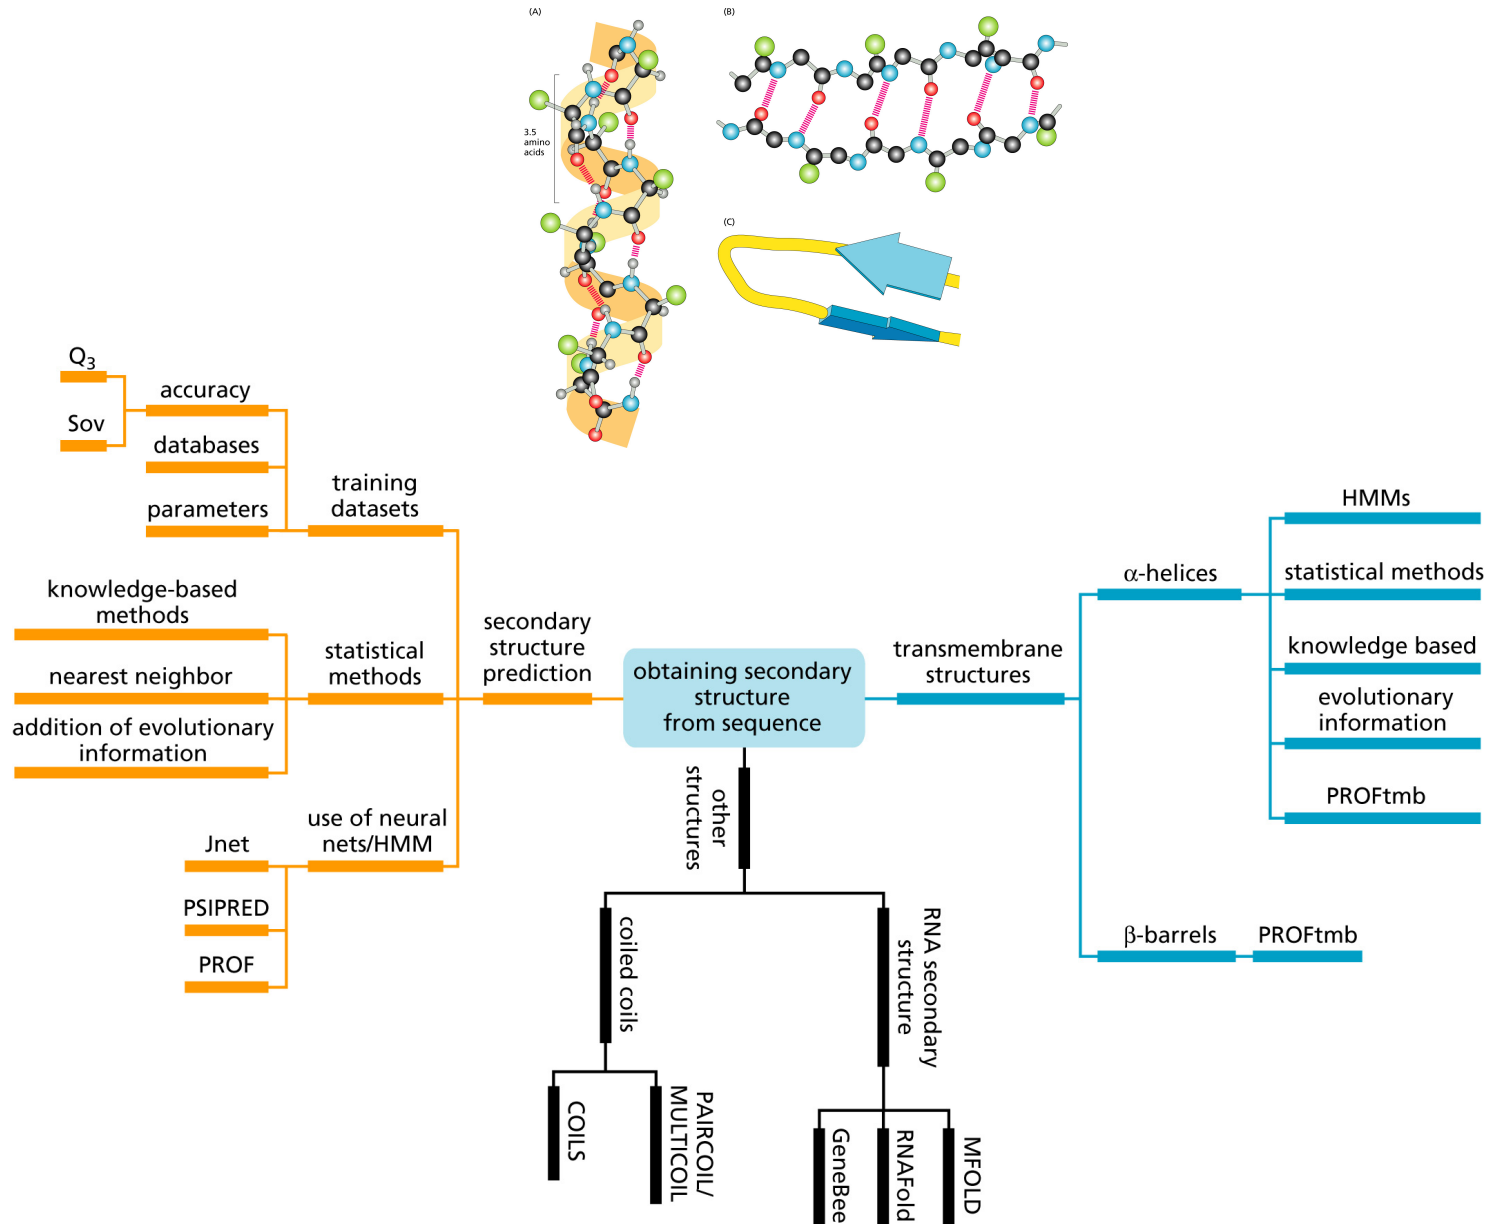 (A)
(B)
3.5
amino
acids
(C)
Q3
accuracy
Sov
databases
parameters
training
datasets
knowledge-based
methods
nearest neighbor
addition of evolutionary
information
statistical
methods
secondary
structure
prediction
use of neural
nets/HMM
Jnet
PSIPRED
PROF
obtaining secondary
structure
from sequence
transmembrane
structures
α-helices
HMMs
statistical methods
knowledge based
evolutionary
information
PROFtmb
β-barrels
PROFtmb
other
structures
coiled coils
COILS
PAIRCOIL/
MULTICOIL
RNA secondary
structure
GeneBee
RNAFold
MFOLD